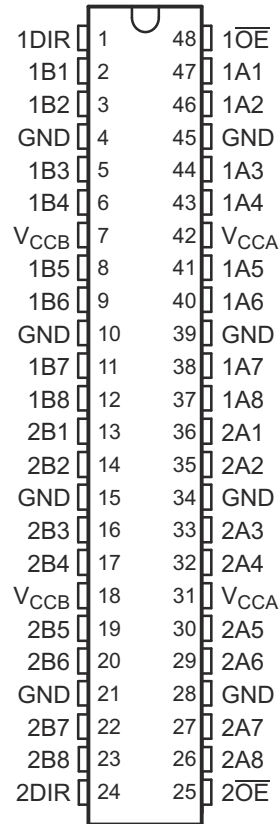 1DIR 1 48 1O̅E̅
1B1 2 47 1A1
1B2 3 46 1A2
GND 4 45 GND
1B3 5 44 1A3
1B4 6 43 1A4
VCCB 7 42 VCCA
1B5 8 41 1A5
1B6 9 40 1A6
GND 10 39 GND
1B7 11 38 1A7
1B8 12 37 1A8
2B1 13 36 2A1
2B2 14 35 2A2
GND 15 34 GND
2B3 16 33 2A3
2B4 17 32 2A4
VCCB 18 31 VCCA
2B5 19 30 2A5
2B6 20 29 2A6
GND 21 28 GND
2B7 22 27 2A7
2B8 23 26 2A8
2DIR 24 25 2O̅E̅